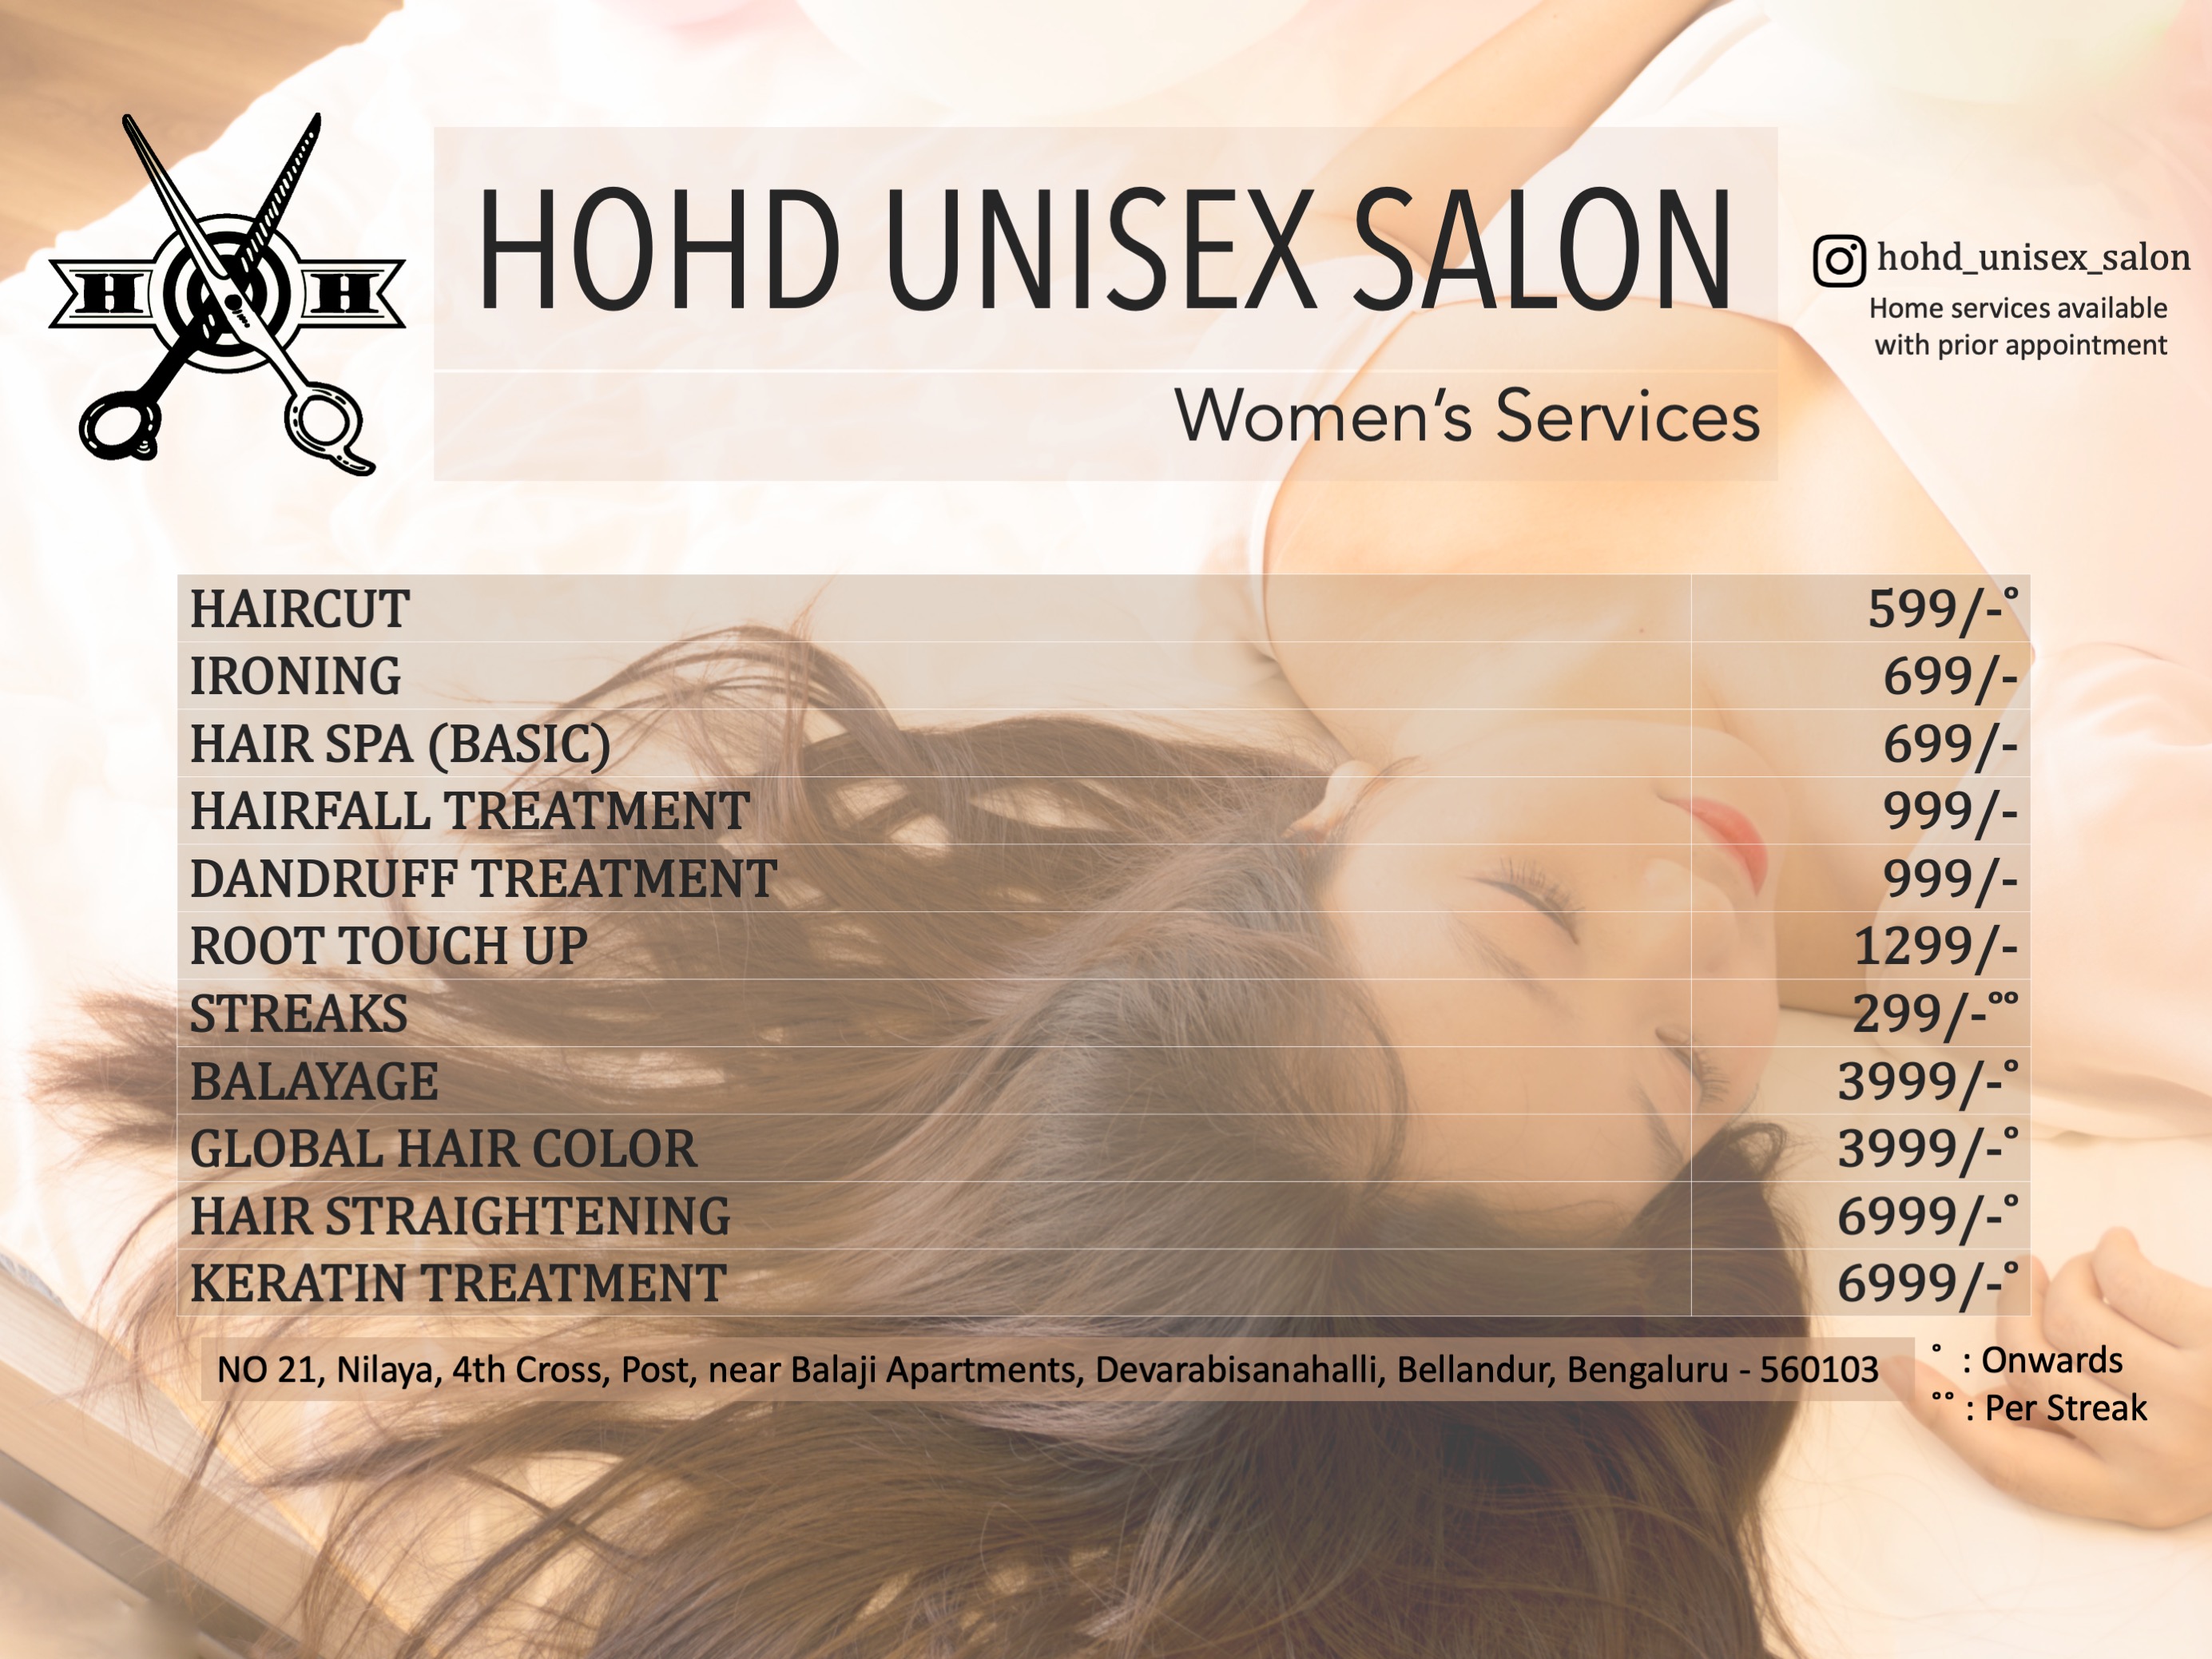 H H
HOHD UNISEX SALON
Women's Services
hohd_unisex_salon
Home services available
with prior appointment
HAIRCUT 599/-°
IRONING 699/-
HAIR SPA (BASIC) 699/-
HAIRFALL TREATMENT 999/-
DANDRUFF TREATMENT 999/-
ROOT TOUCH UP 1299/-
STREAKS 299/-°°
BALAYAGE 3999/-°
GLOBAL HAIR COLOR 3999/-°
HAIR STRAIGHTENING 6999/-°
KERATIN TREATMENT 6999/-°
NO 21, Nilaya, 4th Cross, Post, near Balaji Apartments, Devarabisanahalli, Bellandur, Bengaluru - 560103
° : Onwards
°° : Per Streak